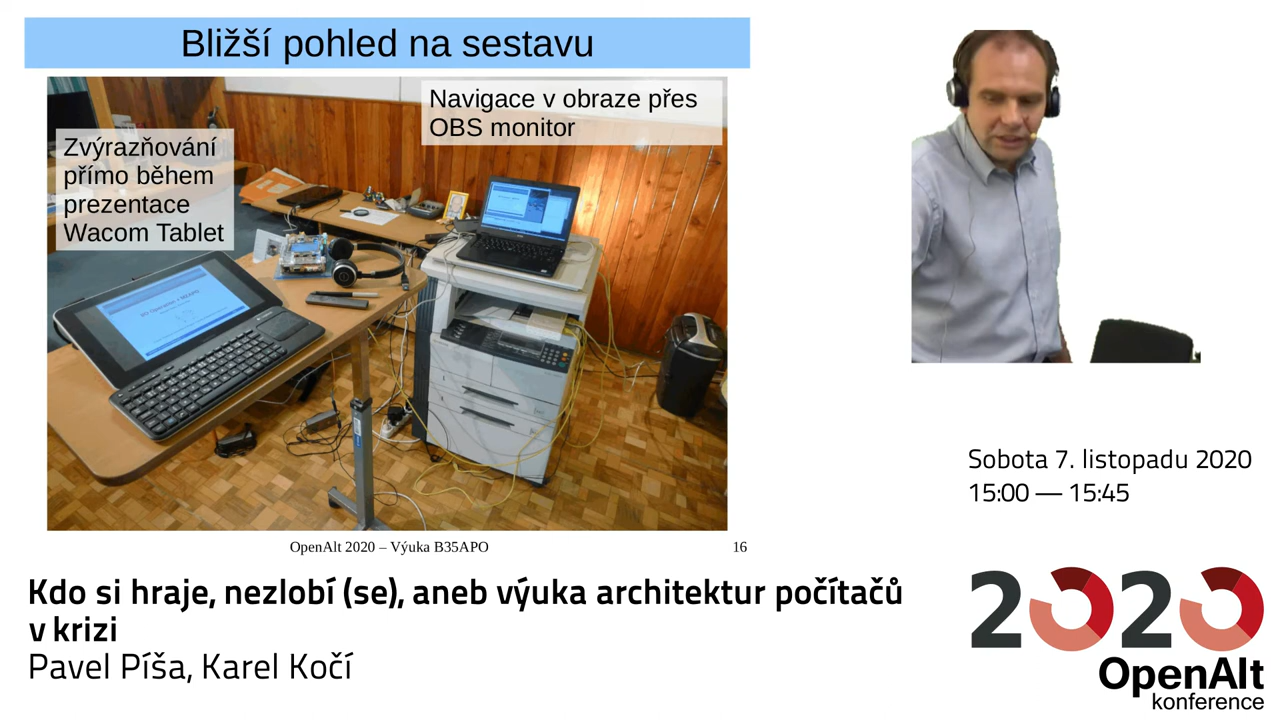 Bližší pohled na sestavu
Navigace v obraze přes
OBS monitor
Zvýrazňování
přímo během
prezentace
Wacom Tablet
OpenAlt 2020 – Výuka B35APO
16
Sobota 7. listopadu 2020
15:00 — 15:45
Kdo si hraje, nezlobí (se), aneb výuka architektur počítačů
v krizi
Pavel Píša, Karel Kočí
2020
OpenAlt
konference